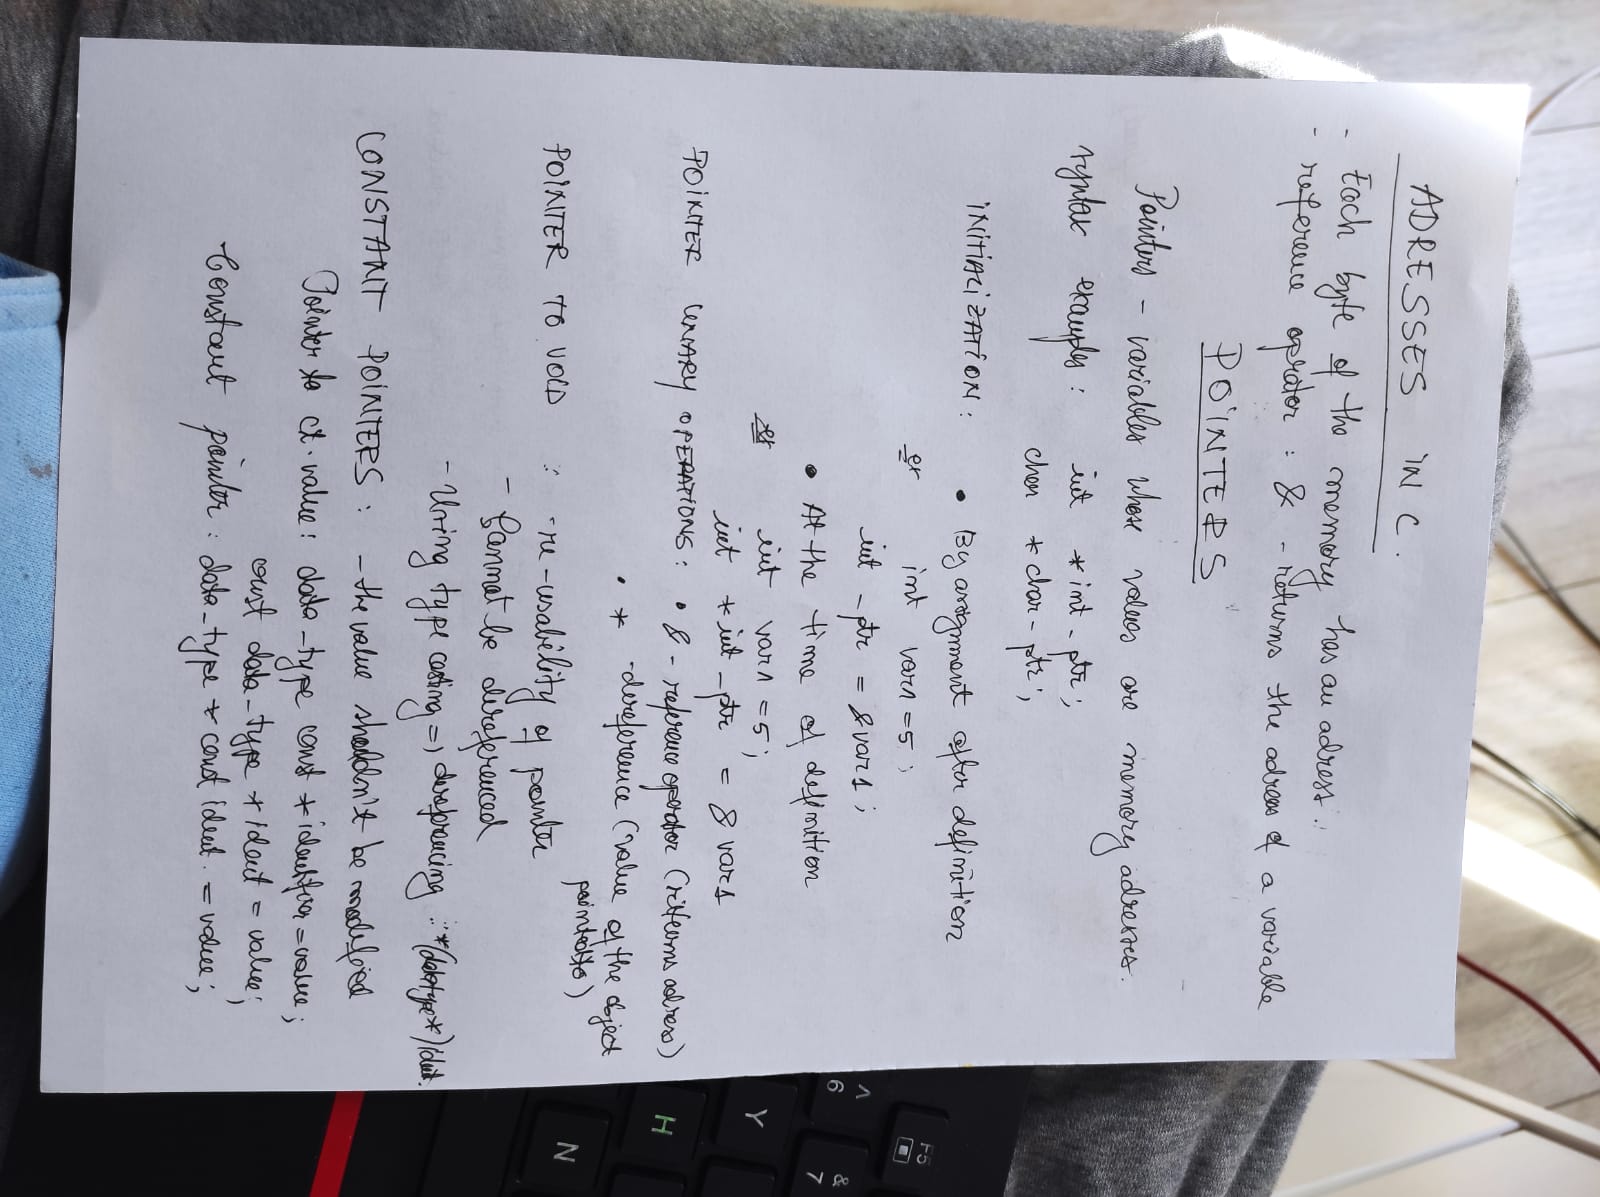 ADRESSES IN C.
- Each byte of the memory has an adress.
- reference oprator : & - returns the adress of a variable
POINTERS
Pointers - variables whose values are memory adresses.
syntax examples : int *int_ptr;
char *char_ptr;
INITIALIZATION : • By assignment after definition
ex int var1 = 5 ;
int_ptr = &var1;
• At the time of definition
ex int var1 = 5;
int *int_ptr = &var1
POINTER UNARY OPERATIONS : • & - reference operator (returns adress)
• * - dereference (value of the object
pointed to)
POINTER TO VOID : - re-usability of pointer
- Cannot be dereferenced
- Using type casting => dereferencing : *(datatype*)ident.
CONSTANT POINTERS : - the value shouldn't be modified
Pointer to ct. value : data_type const *identifier = value;
const data_type *ident = value;
Constant pointer : data_type * const ident. = value;
F5
^
6
&
7
Y
H
N